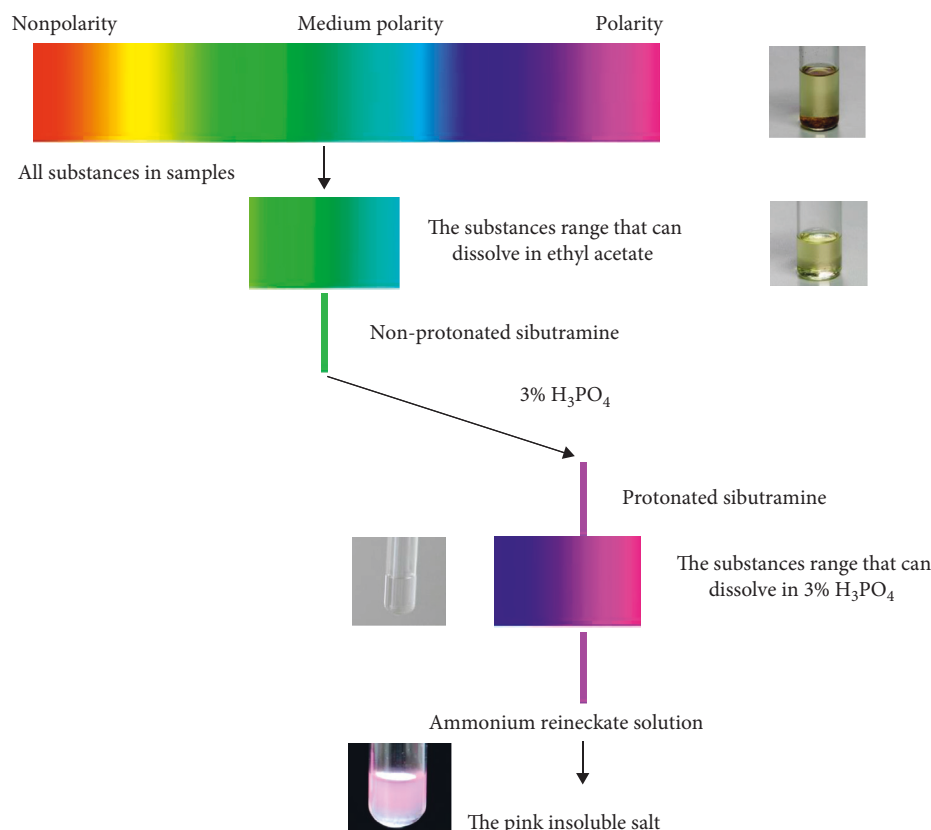 Nonpolarity Medium polarity Polarity
All substances in samples
The substances range that can
dissolve in ethyl acetate
Non-protonated sibutramine
3% H₃PO₄
Protonated sibutramine
The substances range that can
dissolve in 3% H₃PO₄
Ammonium reineckate solution
The pink insoluble salt